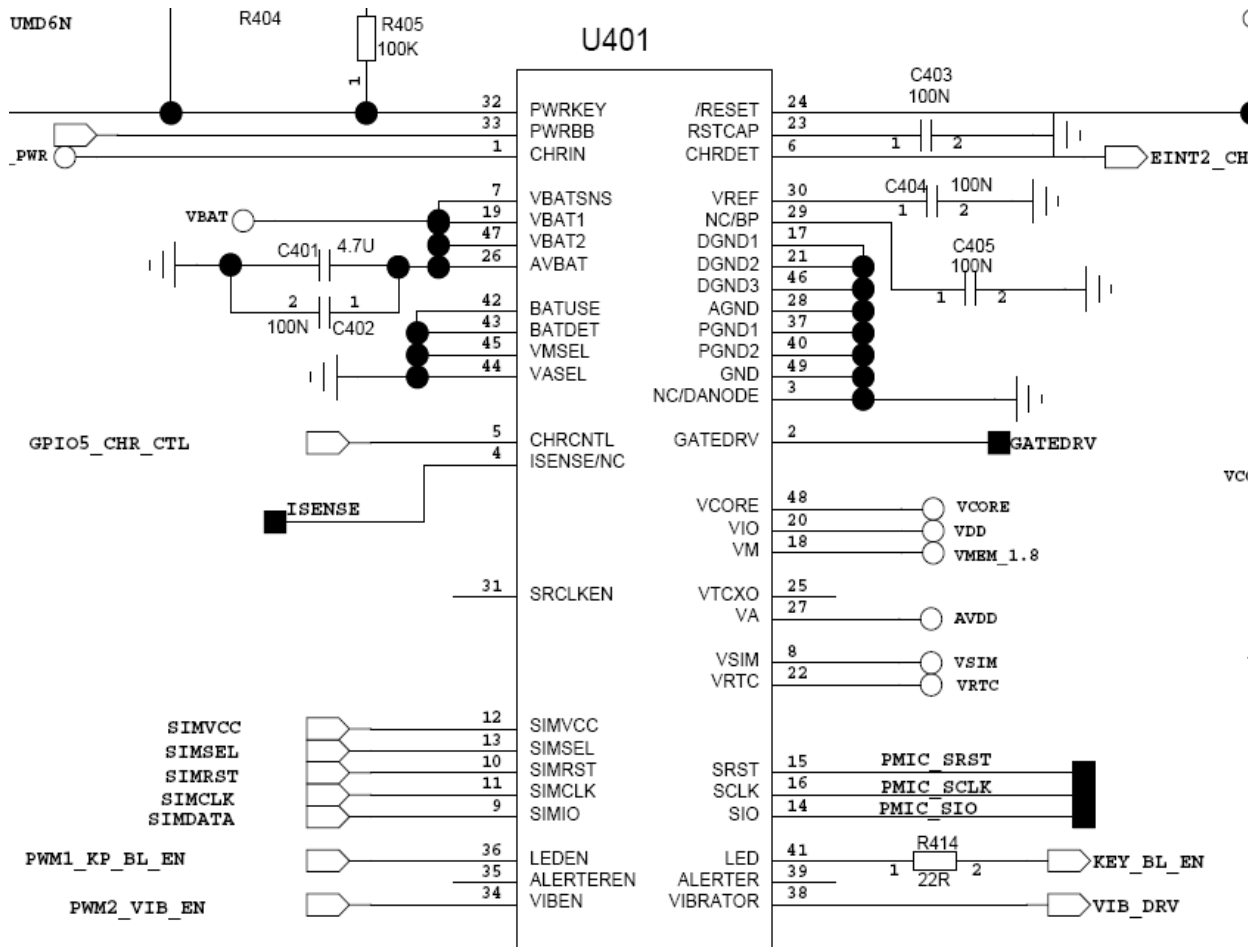 UMD6N
R404
R405
100K
1
U401
32 PWRKEY
33 PWRBB
_PWR 1 CHRIN
7 VBATSNS
VBAT 19 VBAT1
47 VBAT2
C401 4.7U 26 AVBAT
2 1
100N C402
42 BATUSE
43 BATDET
45 VMSEL
44 VASEL
GPIO5_CHR_CTL 5 CHRCNTL
4 ISENSE/NC
ISENSE
31 SRCLKEN
SIMVCC 12 SIMVCC
SIMSEL 13 SIMSEL
SIMRST 10 SIMRST
SIMCLK 11 SIMCLK
SIMDATA 9 SIMIO
PWM1_KP_BL_EN 36 LEDEN
35 ALERTEREN
PWM2_VIB_EN 34 VIBEN
C403
100N
/RESET 24
RSTCAP 23 1 2
CHRDET 6 EINT2_CH
VREF 30 C404 100N
1 2
NC/BP 29
C405
100N
1 2
DGND1 17
DGND2 21
DGND3 46
AGND 28
PGND1 37
PGND2 40
GND 49
NC/DANODE 3
GATEDRV 2 GATEDRV
VCORE 48 VCORE
VIO 20 VDD
VM 18 VMEM_1.8
VTCXO 25
VA 27 AVDD
VSIM 8 VSIM
VRTC 22 VRTC
SRST 15 PMIC_SRST
SCLK 16 PMIC_SCLK
SIO 14 PMIC_SIO
R414
LED 41 1 2 KEY_BL_EN
22R
ALERTER 39
VIBRATOR 38 VIB_DRV